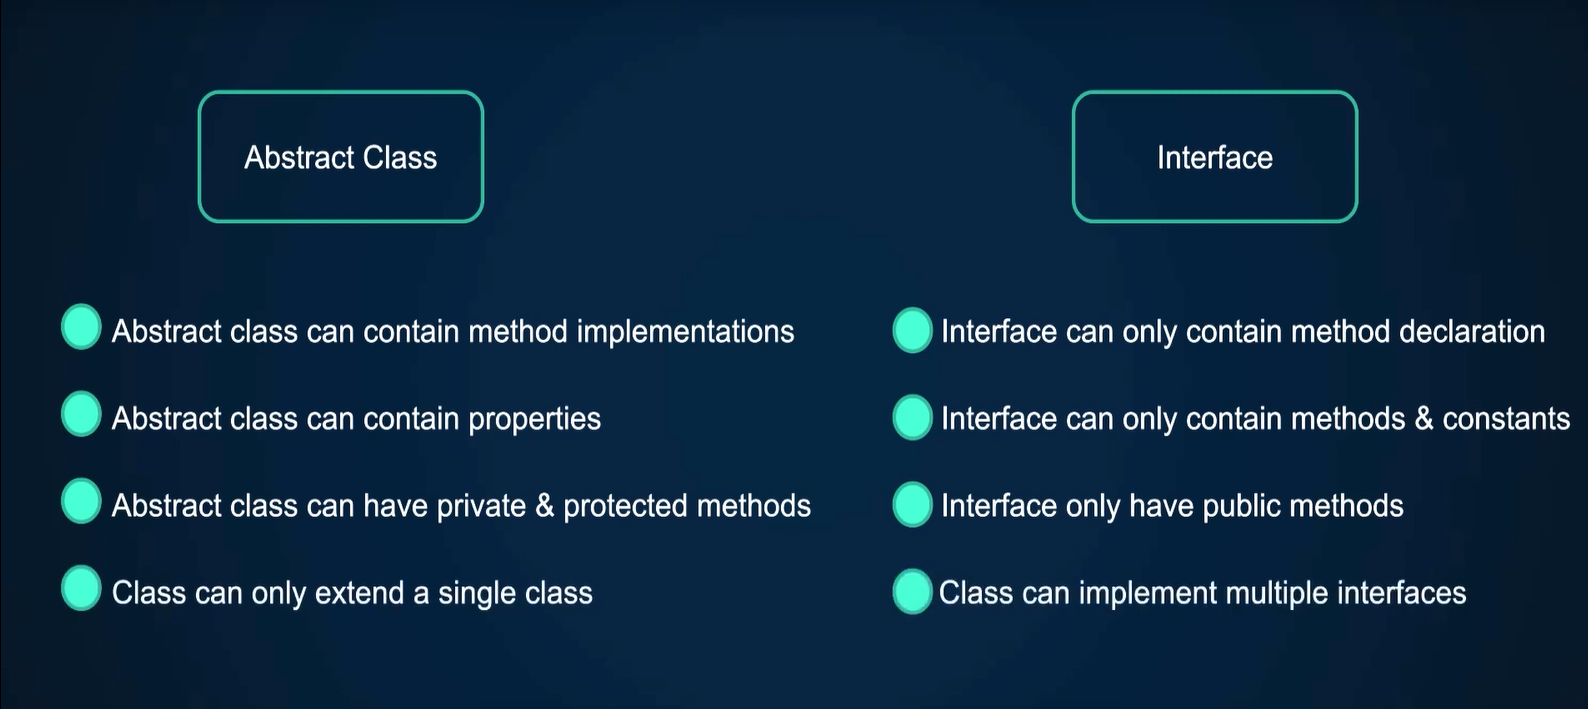 Abstract Class
Abstract class can contain method implementations
Abstract class can contain properties
Abstract class can have private & protected methods
Class can only extend a single class
Interface
Interface can only contain method declaration
Interface can only contain methods & constants
Interface only have public methods
Class can implement multiple interfaces